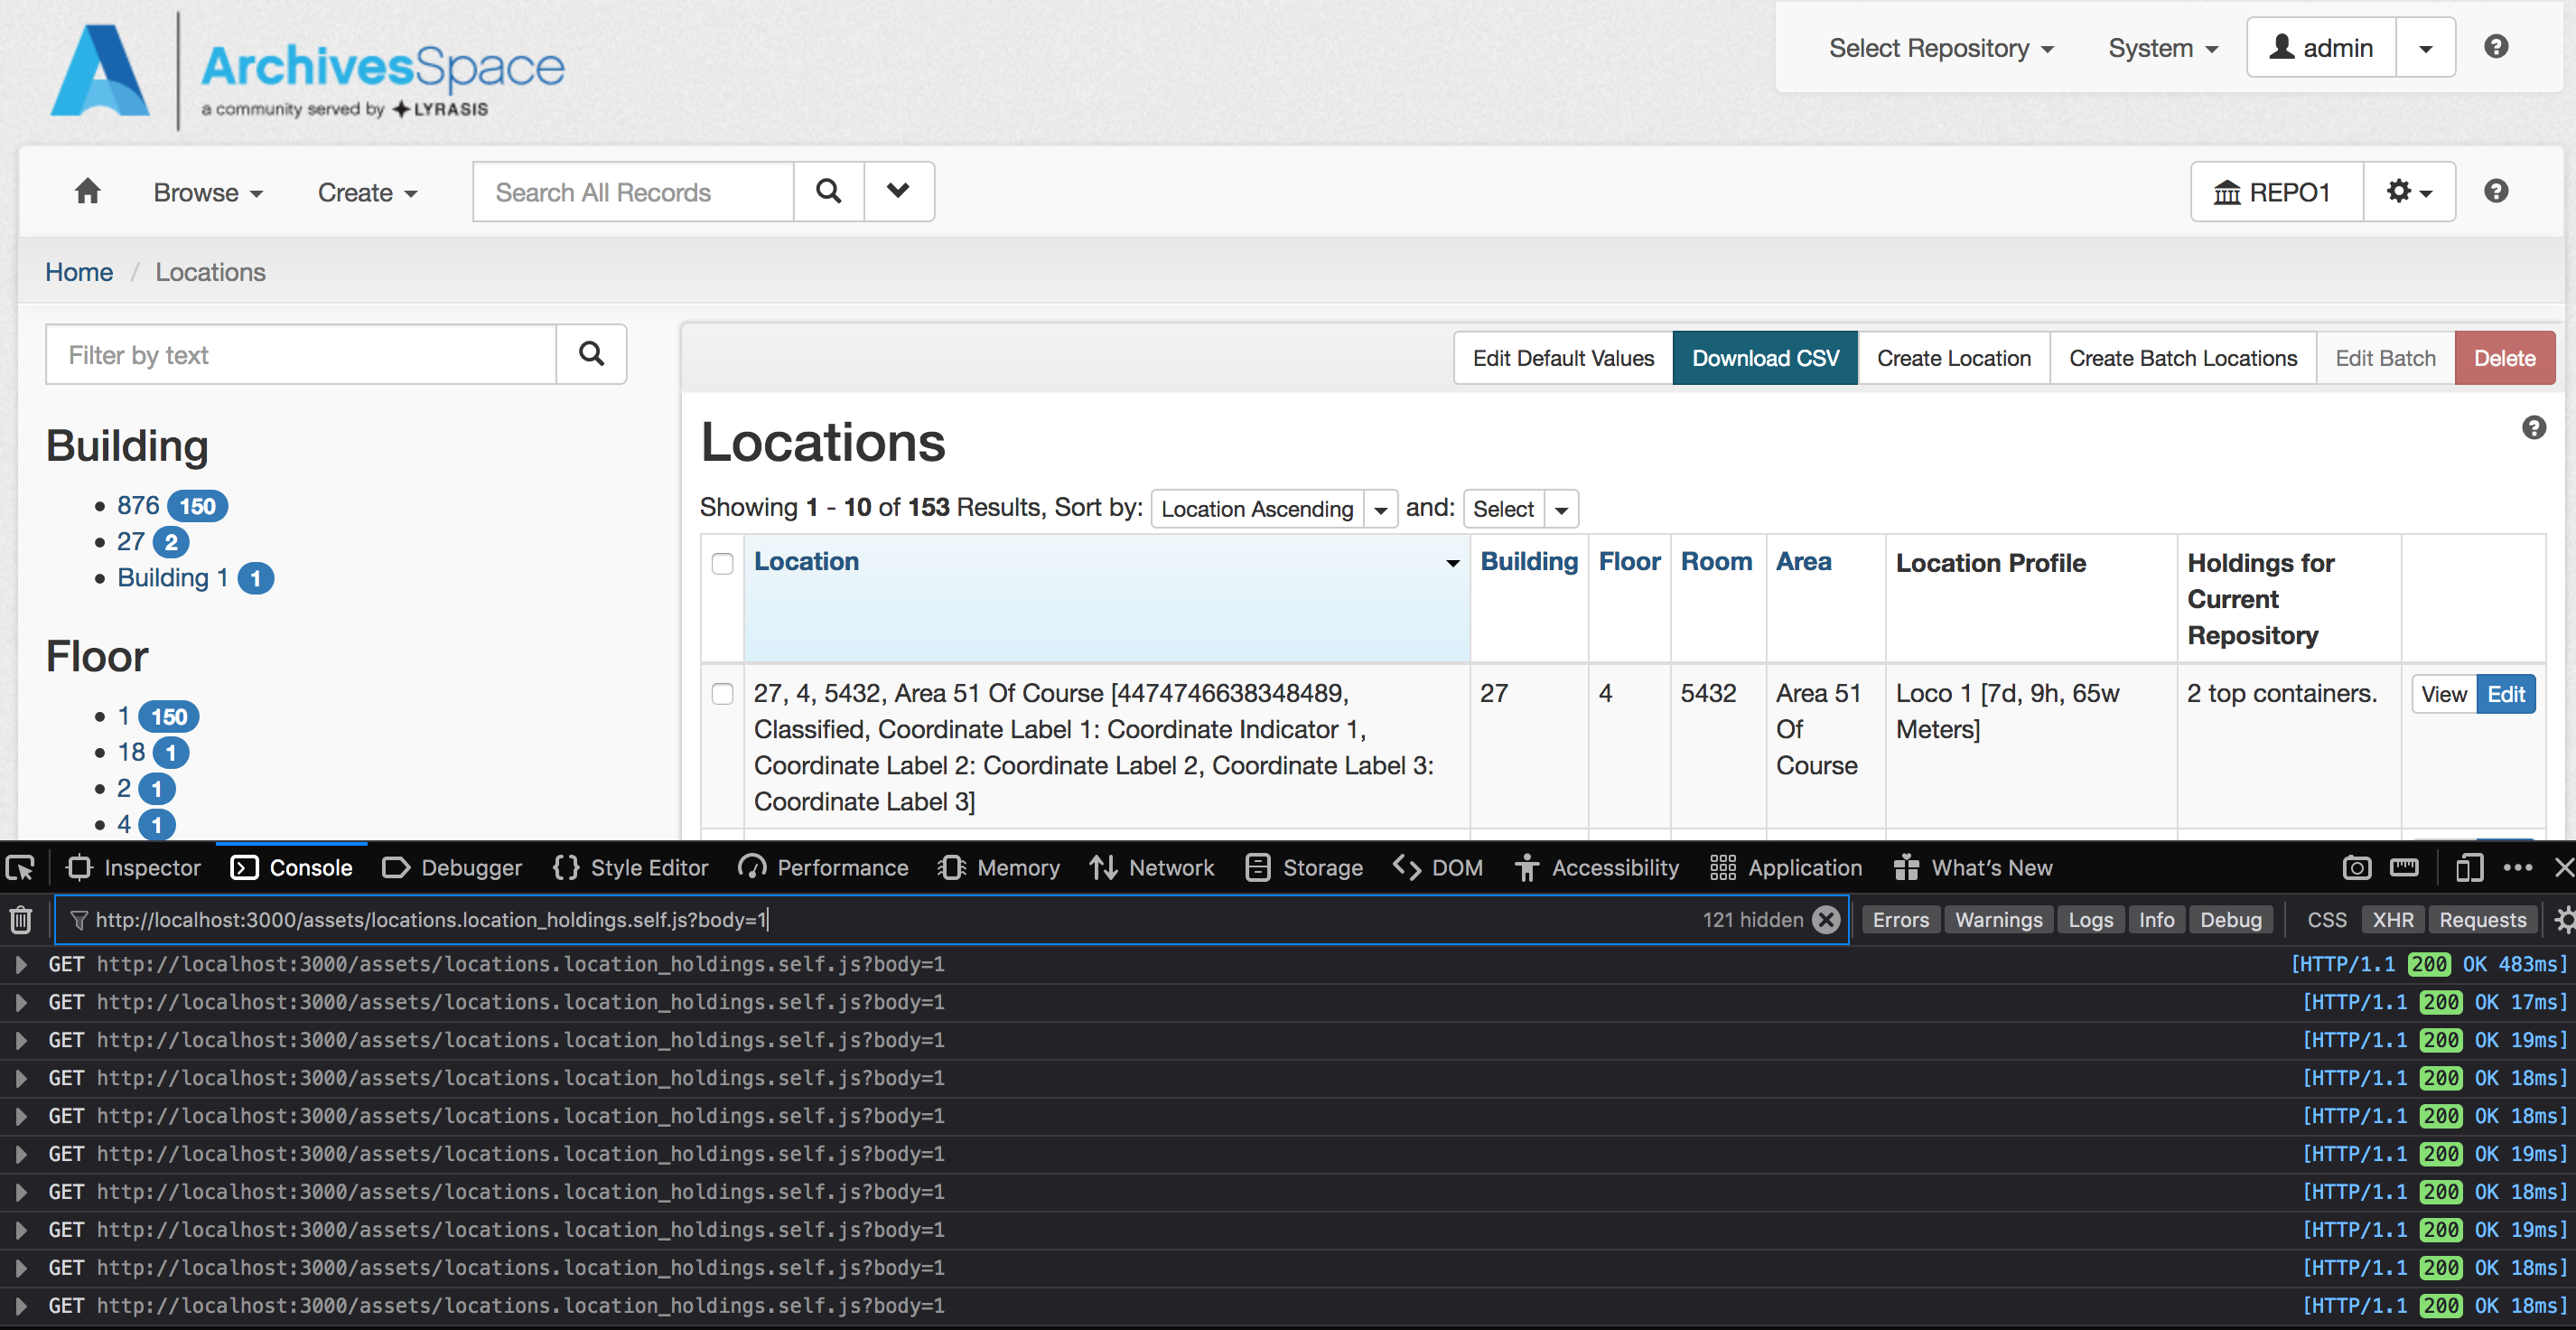 ArchivesSpace
a community served by LYRASIS
Select Repository
System
admin
Browse
Create
Search All Records
REPO1
Home / Locations
Filter by text
Building
876 150
27 2
Building 1 1
Floor
1 150
18 1
2 1
4 1
Edit Default Values
Download CSV
Create Location
Create Batch Locations
Edit Batch
Delete
Locations
Showing 1 - 10 of 153 Results, Sort by: Location Ascending and: Select
Location
Building
Floor
Room
Area
Location Profile
Holdings for
Current
Repository
27, 4, 5432, Area 51 Of Course [4474746638348489,
Classified, Coordinate Label 1: Coordinate Indicator 1,
Coordinate Label 2: Coordinate Label 2, Coordinate Label 3:
Coordinate Label 3]
27
4
5432
Area 51
Of
Course
Loco 1 [7d, 9h, 65w
Meters]
2 top containers.
View
Edit
Inspector
Console
Debugger
Style Editor
Performance
Memory
Network
Storage
DOM
Accessibility
Application
What's New
http://localhost:3000/assets/locations.location_holdings.self.js?body=1
121 hidden
Errors
Warnings
Logs
Info
Debug
CSS
XHR
Requests
GET http://localhost:3000/assets/locations.location_holdings.self.js?body=1 [HTTP/1.1 200 OK 483ms]
GET http://localhost:3000/assets/locations.location_holdings.self.js?body=1 [HTTP/1.1 200 OK 17ms]
GET http://localhost:3000/assets/locations.location_holdings.self.js?body=1 [HTTP/1.1 200 OK 19ms]
GET http://localhost:3000/assets/locations.location_holdings.self.js?body=1 [HTTP/1.1 200 OK 18ms]
GET http://localhost:3000/assets/locations.location_holdings.self.js?body=1 [HTTP/1.1 200 OK 18ms]
GET http://localhost:3000/assets/locations.location_holdings.self.js?body=1 [HTTP/1.1 200 OK 19ms]
GET http://localhost:3000/assets/locations.location_holdings.self.js?body=1 [HTTP/1.1 200 OK 18ms]
GET http://localhost:3000/assets/locations.location_holdings.self.js?body=1 [HTTP/1.1 200 OK 19ms]
GET http://localhost:3000/assets/locations.location_holdings.self.js?body=1 [HTTP/1.1 200 OK 18ms]
GET http://localhost:3000/assets/locations.location_holdings.self.js?body=1 [HTTP/1.1 200 OK 18ms]